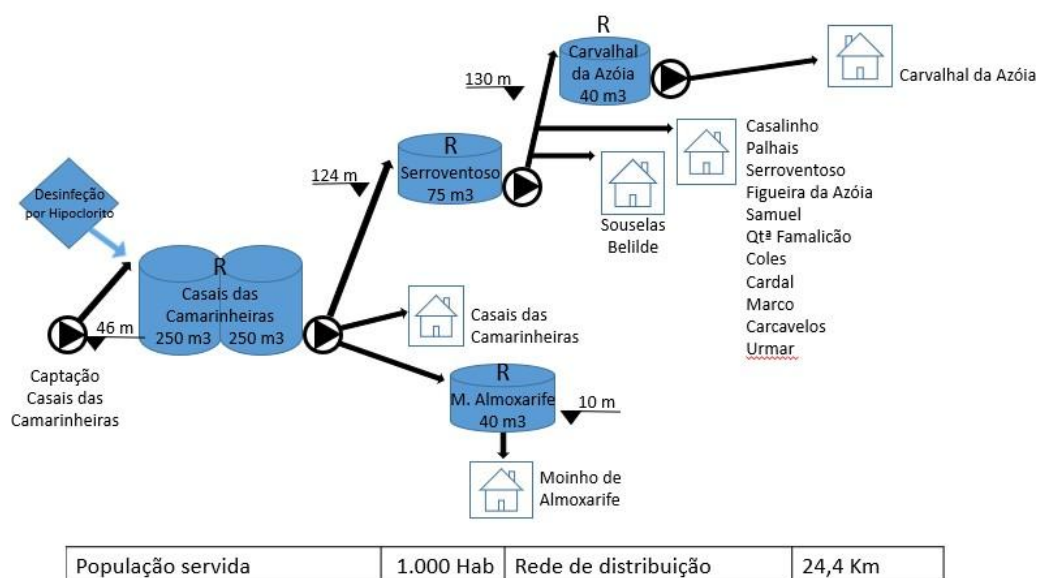 R
Carvalhal
da Azóia
40 m3
130 m
Carvalhal da Azóia
R
Serroventoso
75 m3
124 m
Casalinho
Palhais
Serroventoso
Figueira da Azóia
Samuel
Qtª Famalicão
Coles
Cardal
Marco
Carcavelos
Urmar
Souselas
Belilde
Desinfeção
por Hipoclorito
R
Casais das
Camarinheiras
250 m3 250 m3
46 m
Captação
Casais das
Camarinheiras
Casais das
Camarinheiras
R
M. Almoxarife
40 m3
10 m
Moinho de
Almoxarife
População servida 1.000 Hab Rede de distribuição 24,4 Km